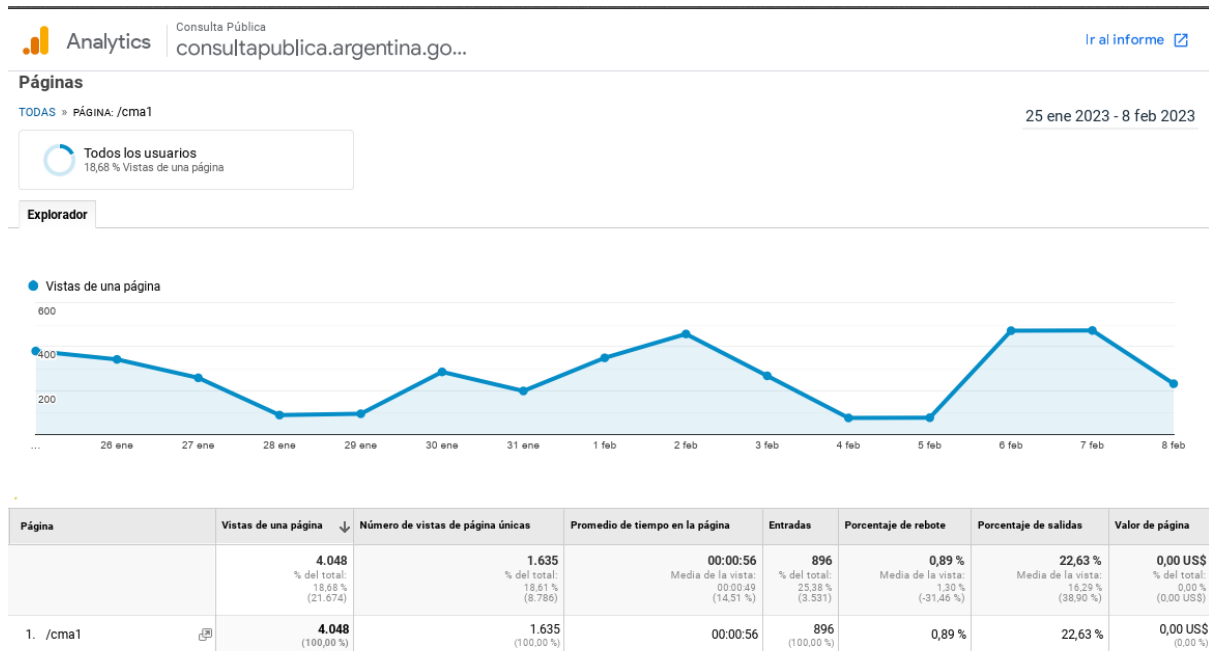 Consulta Pública
Analytics
consultapublica.argentina.go...
Ir al informe
Páginas
TODAS » PÁGINA: /cma1
25 ene 2023 - 8 feb 2023
Todos los usuarios
18,68 % Vistas de una página
Explorador
Vistas de una página
600
400
200
... 26 ene 27 ene 28 ene 29 ene 30 ene 31 ene 1 feb 2 feb 3 feb 4 feb 5 feb 6 feb 7 feb 8 feb
Página Vistas de una página Número de vistas de página únicas Promedio de tiempo en la página Entradas Porcentaje de rebote Porcentaje de salidas Valor de página
4.048 1.635 00:00:56 896 0,89 % 22,63 % 0,00 US$
% del total: % del total: Media de la vista: % del total: Media de la vista: Media de la vista: % del total:
18,68 % 18,61 % 00:00:49 25,38 % 1,30 % 16,29 % 0,00 %
(21.674) (8.786) (14,51 %) (3.531) (-31,46 %) (38,90 %) (0,00 US$)
1. /cma1 4.048 1.635 00:00:56 896 0,89 % 22,63 % 0,00 US$
(100,00 %) (100,00 %) (100,00 %) (0,00 %)